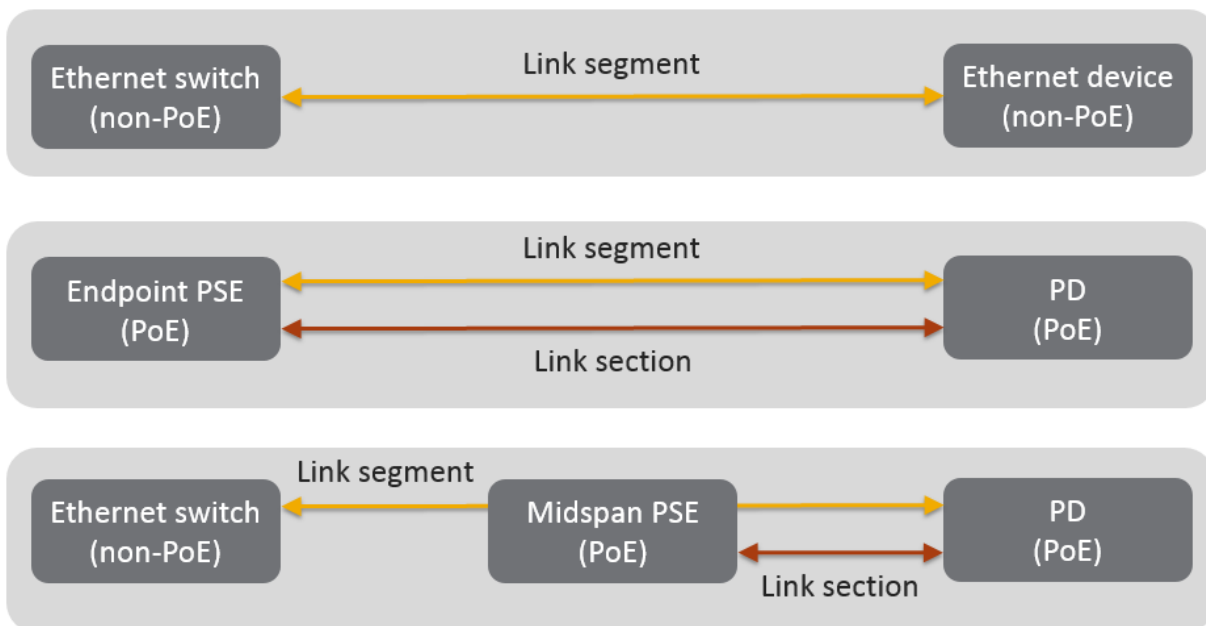 Link segment
Ethernet switch
(non-PoE)
Ethernet device
(non-PoE)
Link segment
Endpoint PSE
(PoE)
PD
(PoE)
Link section
Link segment
Ethernet switch
(non-PoE)
Midspan PSE
(PoE)
PD
(PoE)
Link section